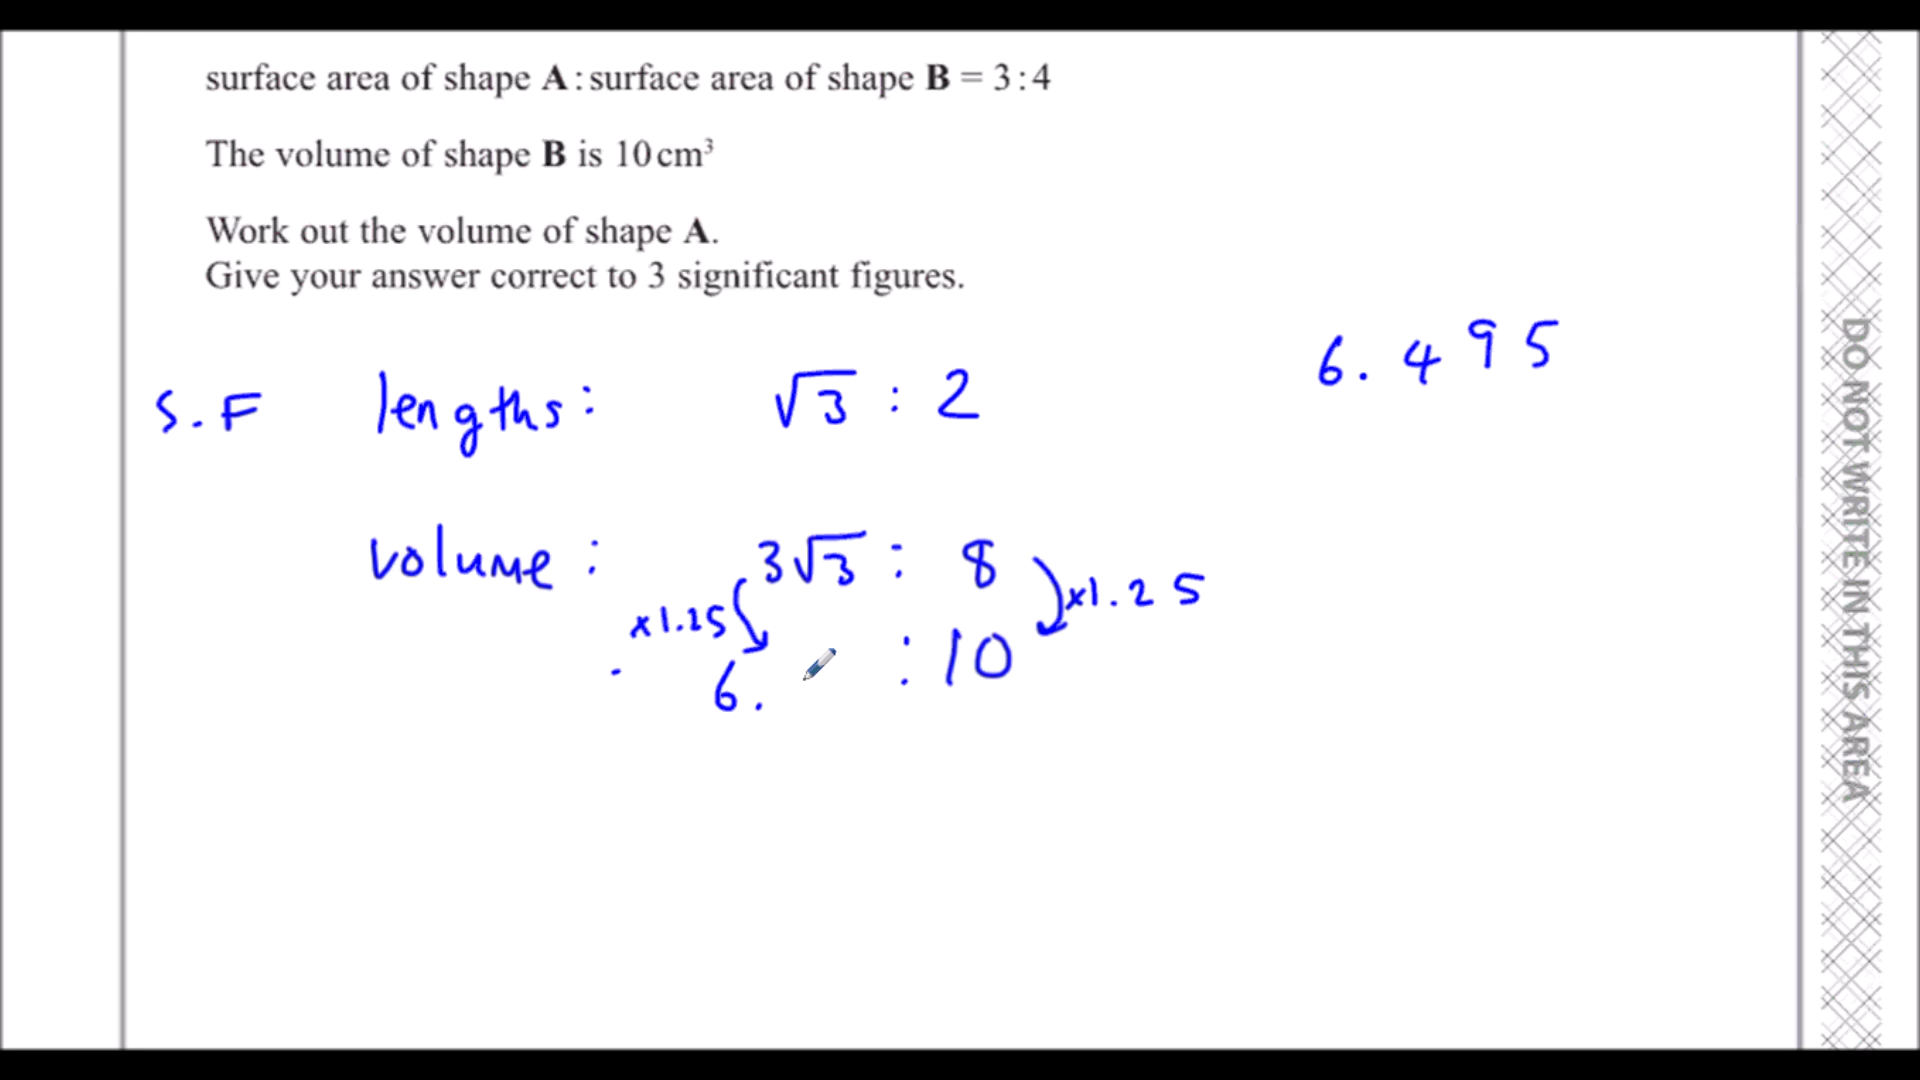 surface area of shape A : surface area of shape B = 3 : 4
The volume of shape B is 10 cm³
Work out the volume of shape A.
Give your answer correct to 3 significant figures.
6.495
S.F lengths: √3 : 2
volume: 3√3 : 8
×1.25 ×1.25
6. : 10
DO NOT WRITE IN THIS AREA